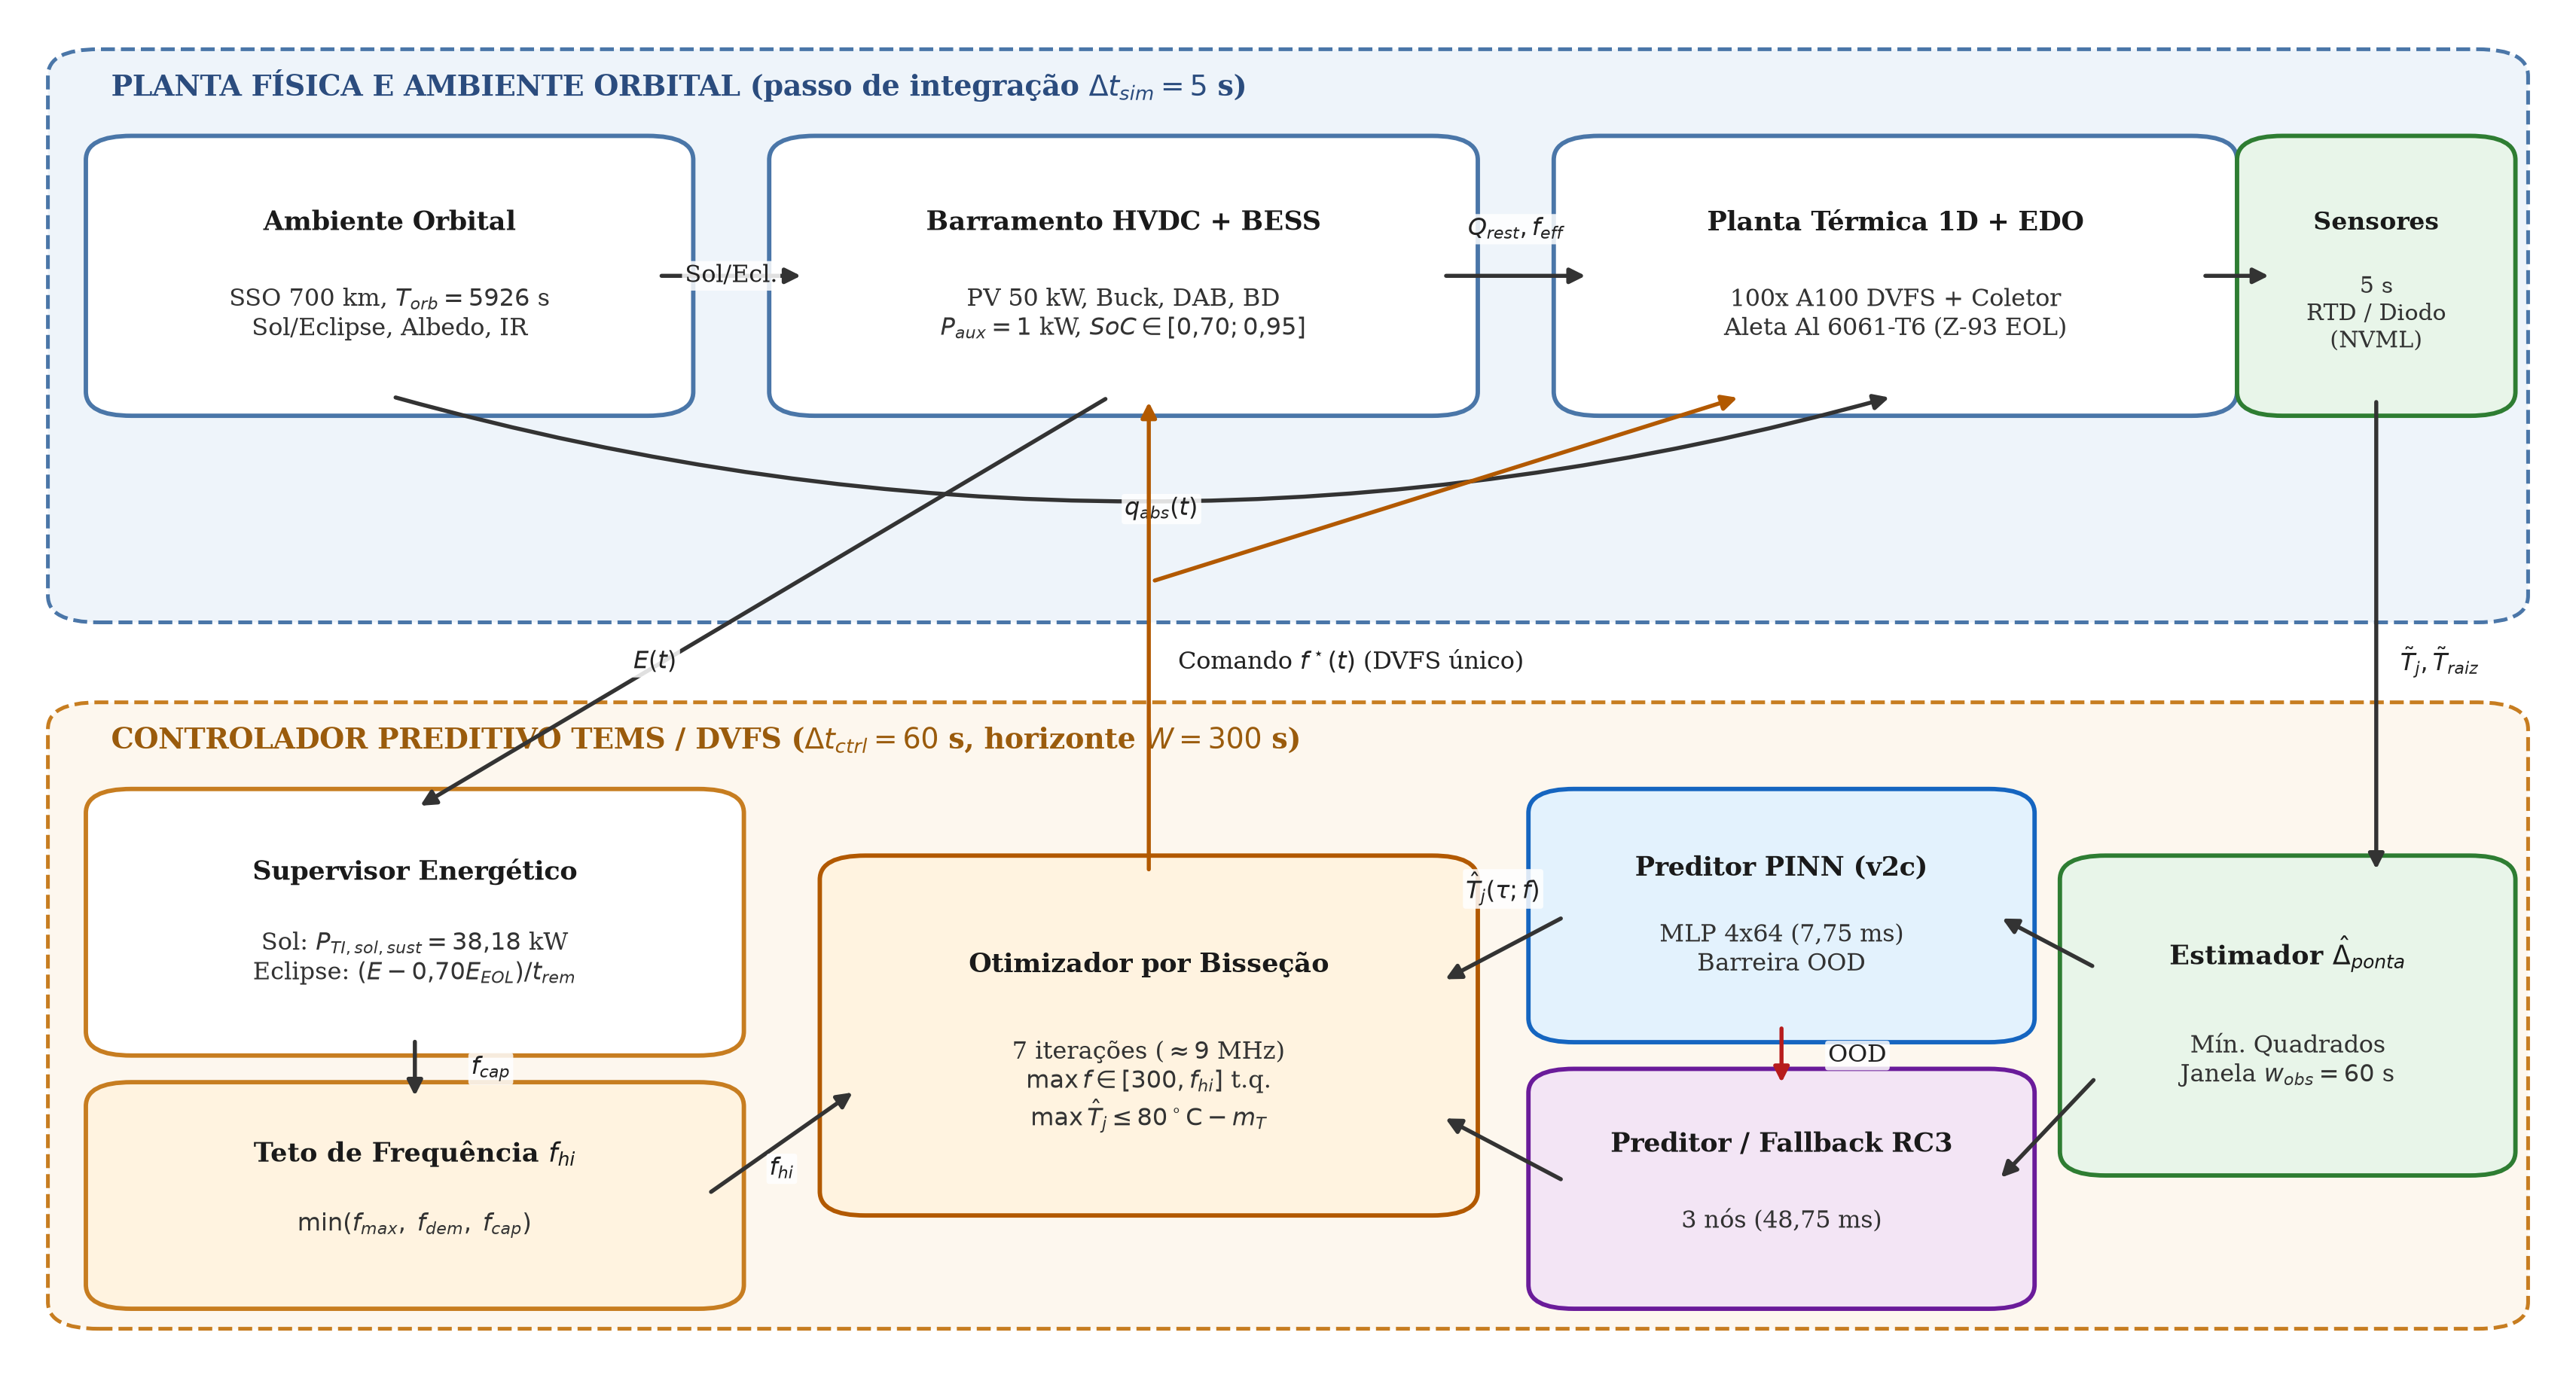 PLANTA FÍSICA E AMBIENTE ORBITAL (passo de integração Δt_sim = 5 s)
Ambiente Orbital
SSO 700 km, T_orb = 5926 s
Sol/Eclipse, Albedo, IR
Sol/Ecl.
Barramento HVDC + BESS
PV 50 kW, Buck, DAB, BD
P_aux = 1 kW, SoC ∈ [0,70; 0,95]
Q_rest, f_eff
Planta Térmica 1D + EDO
100x A100 DVFS + Coletor
Aleta Al 6061-T6 (Z-93 EOL)
Sensores
5 s
RTD / Diodo
(NVML)
q_abs(t)
E(t)
Comando f*(t) (DVFS único)
T̃_j, T̃_raiz
CONTROLADOR PREDITIVO TEMS / DVFS (Δt_ctrl = 60 s, horizonte W = 300 s)
Supervisor Energético
Sol: P_TI,sol,sust = 38,18 kW
Eclipse: (E − 0,70E_EOL)/t_rem
f_cap
Teto de Frequência f_hi
min(f_max, f_dem, f_cap)
f_hi
Otimizador por Bisseção
7 iterações (≈ 9 MHz)
max f ∈ [300, f_hi] t.q.
max T̂_j ≤ 80°C − m_T
T̂_j(τ; f)
Preditor PINN (v2c)
MLP 4x64 (7,75 ms)
Barreira OOD
OOD
Preditor / Fallback RC3
3 nós (48,75 ms)
Estimador Δ̂_ponta
Mín. Quadrados
Janela w_obs = 60 s